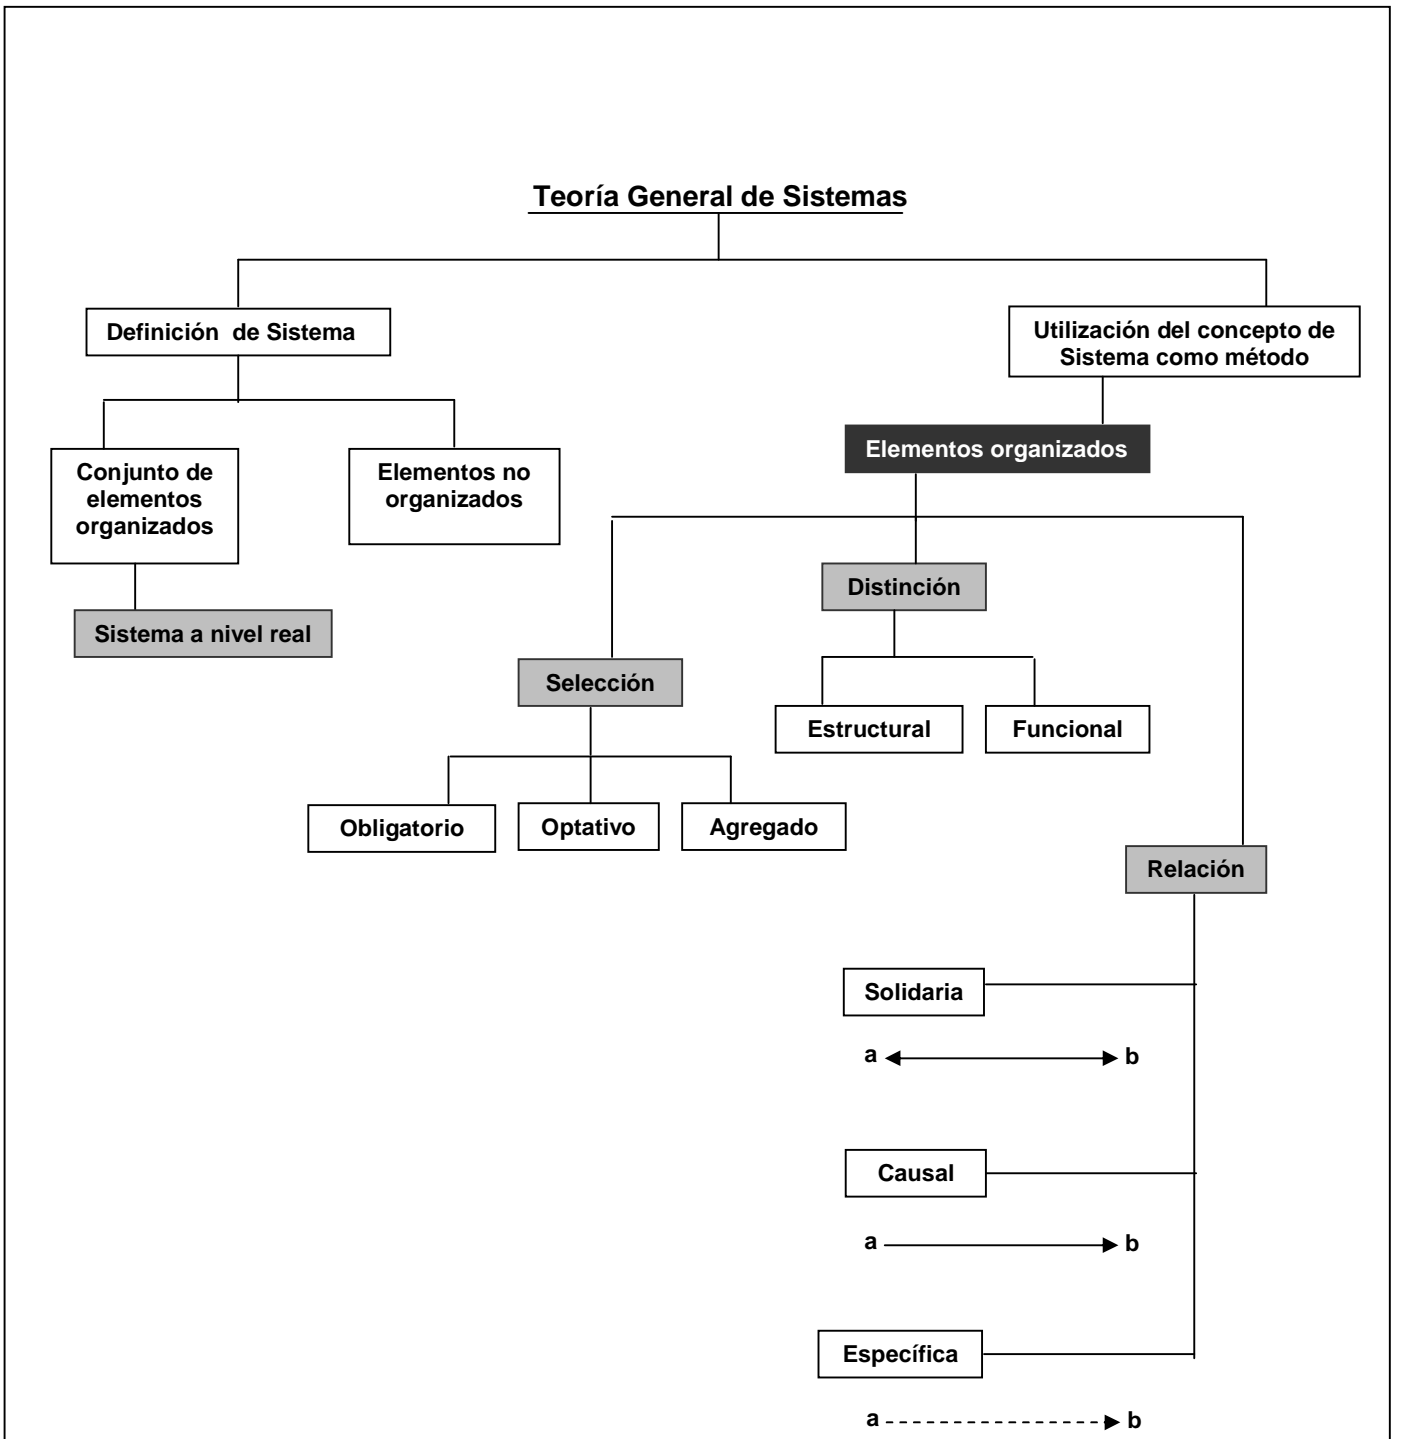 Teoría General de Sistemas
Definición de Sistema
Utilización del concepto de
Sistema como método
Conjunto de
elementos
organizados
Elementos no
organizados
Elementos organizados
Sistema a nivel real
Distinción
Selección
Estructural
Funcional
Obligatorio
Optativo
Agregado
Relación
Solidaria
a b
Causal
a b
Específica
a b